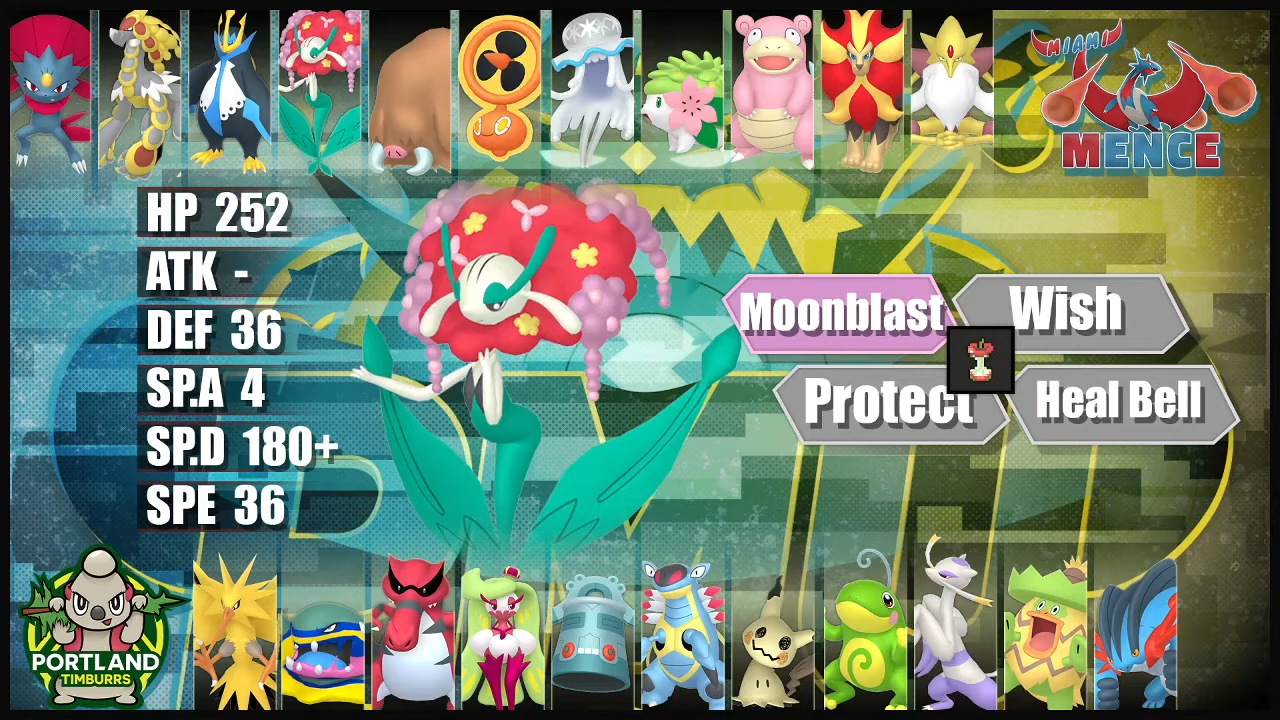 MIAMI
MENCE
HP 252
ATK -
DEF 36
SP.A 4
SP.D 180+
SPE 36
Moonblast
Wish
Protect
Heal Bell
PORTLAND
TIMBURRS